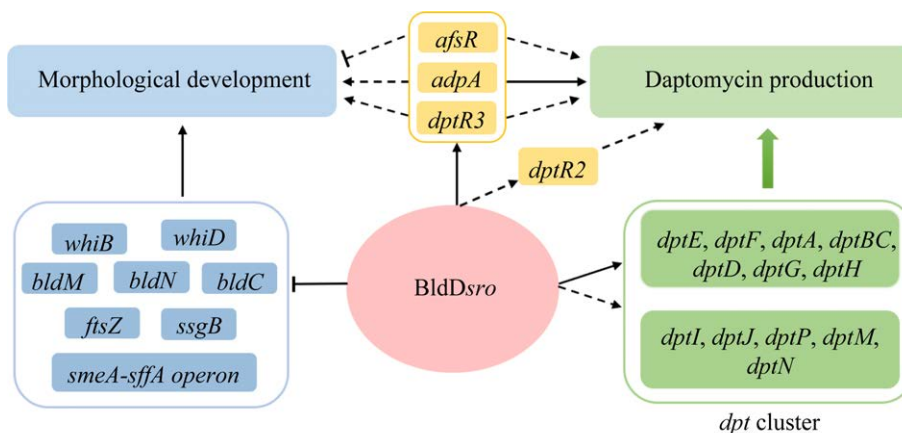 Morphological development
afsR
adpA
dptR3
Daptomycin production
dptR2
whiB
whiD
bldM
bldN
bldC
ftsZ
ssgB
smeA-sffA operon
BldDsro
dptE, dptF, dptA, dptBC,
dptD, dptG, dptH
dptI, dptJ, dptP, dptM,
dptN
dpt cluster